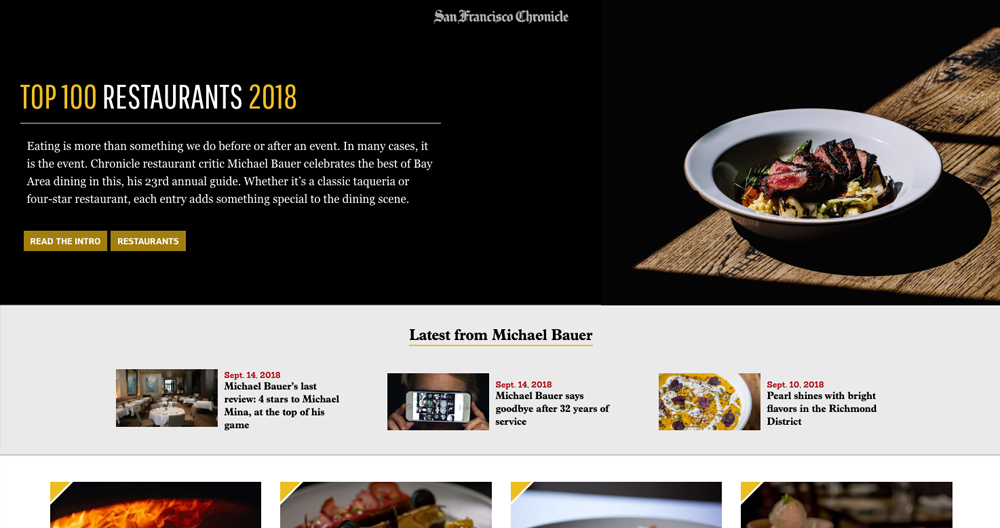 San Francisco Chronicle
TOP 100 RESTAURANTS 2018
Eating is more than something we do before or after an event. In many cases, it
is the event. Chronicle restaurant critic Michael Bauer celebrates the best of Bay
Area dining in this, his 23rd annual guide. Whether it’s a classic taqueria or
four-star restaurant, each entry adds something special to the dining scene.
READ THE INTRO
RESTAURANTS
Latest from Michael Bauer
Sept. 14, 2018
Michael Bauer’s last
review: 4 stars to Michael
Mina, at the top of his
game
Sept. 14, 2018
Michael Bauer says
goodbye after 32 years of
service
Sept. 10, 2018
Pearl shines with bright
flavors in the Richmond
District